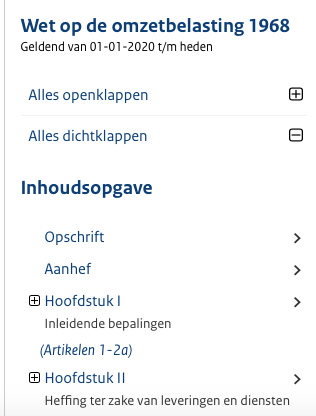 Wet op de omzetbelasting 1968
Geldend van 01-01-2020 t/m heden
Alles openklappen
Alles dichtklappen
Inhoudsopgave
Opschrift
Aanhef
Hoofdstuk I
Inleidende bepalingen
(Artikelen 1-2a)
Hoofdstuk II
Heffing ter zake van leveringen en diensten